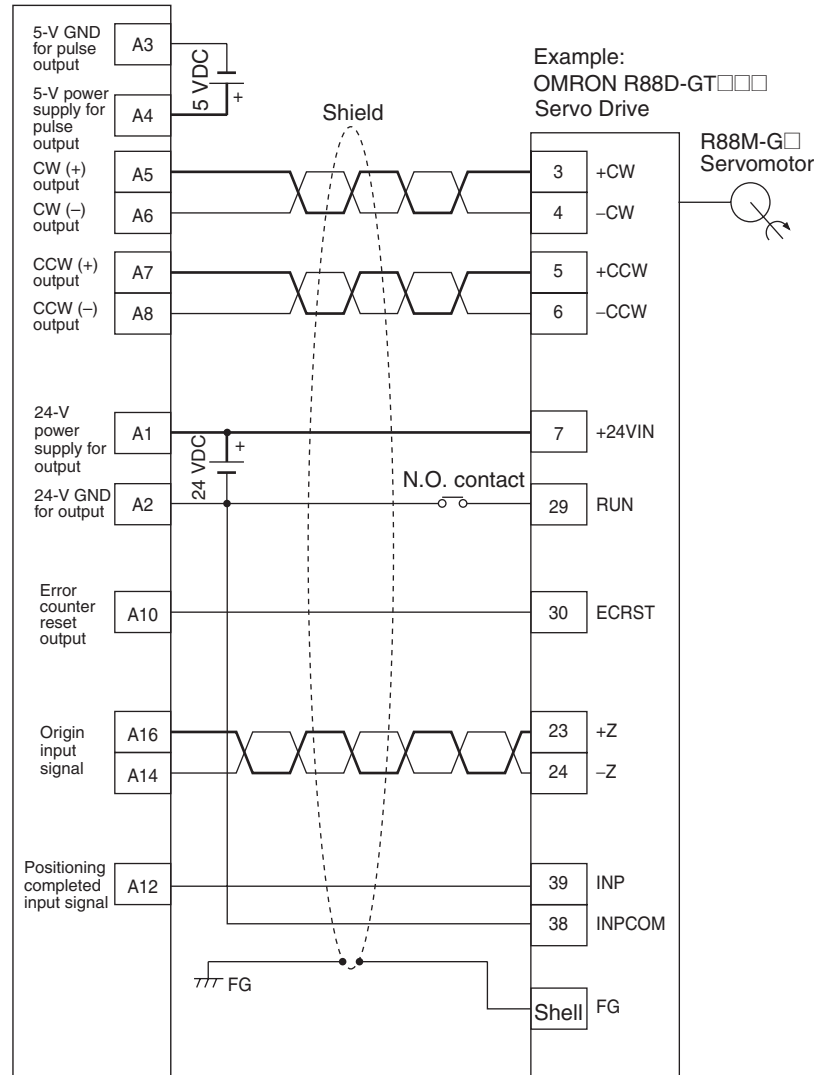 5-V GND
for pulse
output
A3
5 VDC
+
5-V power
supply for
pulse
output
A4
Example:
OMRON R88D-GT□□□
Servo Drive
Shield
R88M-G□
Servomotor
CW (+)
output
A5
3
+CW
CW (–)
output
A6
4
–CW
CCW (+)
output
A7
5
+CCW
CCW (–)
output
A8
6
–CCW
24-V
power
supply for
output
A1
24 VDC
+
7
+24VIN
24-V GND
for output
A2
N.O. contact
29
RUN
Error
counter
reset
output
A10
30
ECRST
Origin
input
signal
A16
A14
23
+Z
24
–Z
Positioning
completed
input signal
A12
39
INP
38
INPCOM
FG
Shell
FG